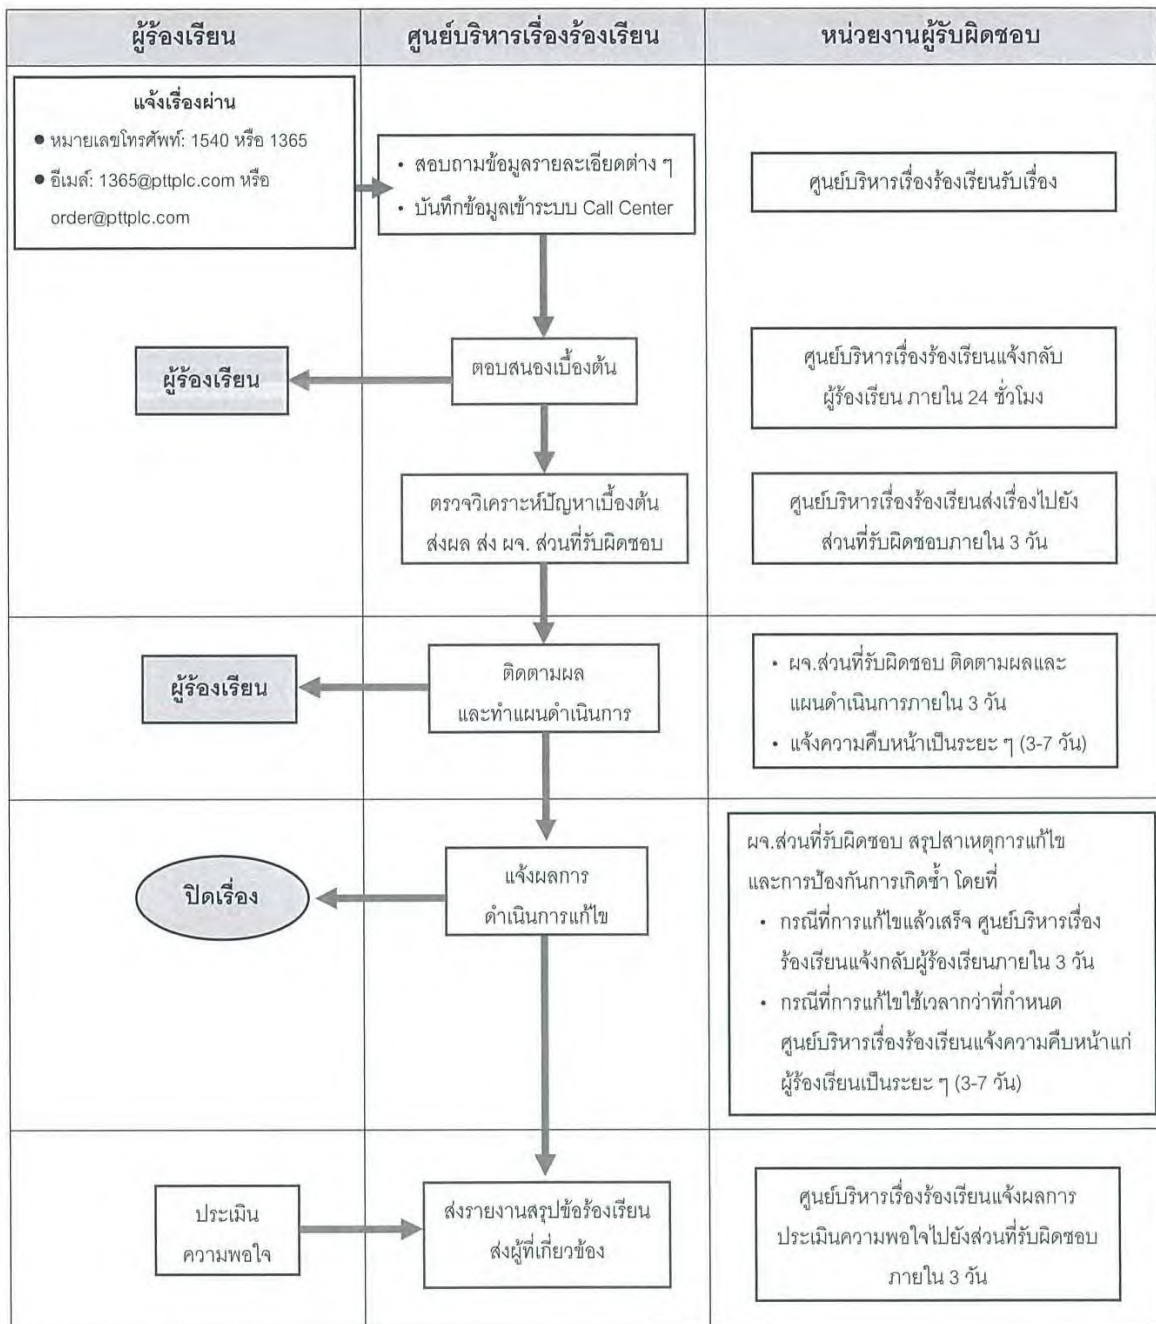 ผู้ร้องเรียน
ศูนย์บริหารเรื่องร้องเรียน
หน่วยงานผู้รับผิดชอบ
แจ้งเรื่องผ่าน
● หมายเลขโทรศัพท์: 1540 หรือ 1365
● อีเมล์: 1365@pttplc.com หรือ
order@pttplc.com
• สอบถามข้อมูลรายละเอียดต่าง ๆ
• บันทึกข้อมูลเข้าระบบ Call Center
ศูนย์บริหารเรื่องร้องเรียนรับเรื่อง
ผู้ร้องเรียน
ตอบสนองเบื้องต้น
ศูนย์บริหารเรื่องร้องเรียนแจ้งกลับ
ผู้ร้องเรียน ภายใน 24 ชั่วโมง
ตรวจวิเคราะห์ปัญหาเบื้องต้น
ส่งผล ส่ง ผจ. ส่วนที่รับผิดชอบ
ศูนย์บริหารเรื่องร้องเรียนส่งเรื่องไปยัง
ส่วนที่รับผิดชอบภายใน 3 วัน
ผู้ร้องเรียน
ติดตามผล
และทำแผนดำเนินการ
• ผจ.ส่วนที่รับผิดชอบ ติดตามผลและ
แผนดำเนินการภายใน 3 วัน
• แจ้งความคืบหน้าเป็นระยะ ๆ (3-7 วัน)
ปิดเรื่อง
แจ้งผลการ
ดำเนินการแก้ไข
ผจ.ส่วนที่รับผิดชอบ สรุปสาเหตุการแก้ไข
และการป้องกันการเกิดซ้ำ โดยที่
• กรณีที่การแก้ไขแล้วเสร็จ ศูนย์บริหารเรื่อง
ร้องเรียนแจ้งกลับผู้ร้องเรียนภายใน 3 วัน
• กรณีที่การแก้ไขใช้เวลากว่าที่กำหนด
ศูนย์บริหารเรื่องร้องเรียนแจ้งความคืบหน้าแก่
ผู้ร้องเรียนเป็นระยะ ๆ (3-7 วัน)
ประเมิน
ความพอใจ
ส่งรายงานสรุปข้อร้องเรียน
ส่งผู้ที่เกี่ยวข้อง
ศูนย์บริหารเรื่องร้องเรียนแจ้งผลการ
ประเมินความพอใจไปยังส่วนที่รับผิดชอบ
ภายใน 3 วัน